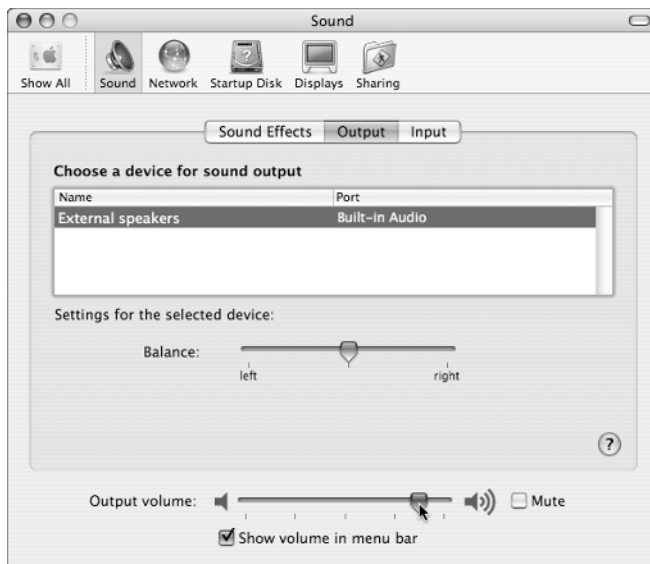 Sound
Show All Sound Network Startup Disk Displays Sharing
Sound Effects Output Input
Choose a device for sound output
Name Port
External speakers Built-in Audio
Settings for the selected device:
Balance:
left right
?
Output volume: Mute
Show volume in menu bar